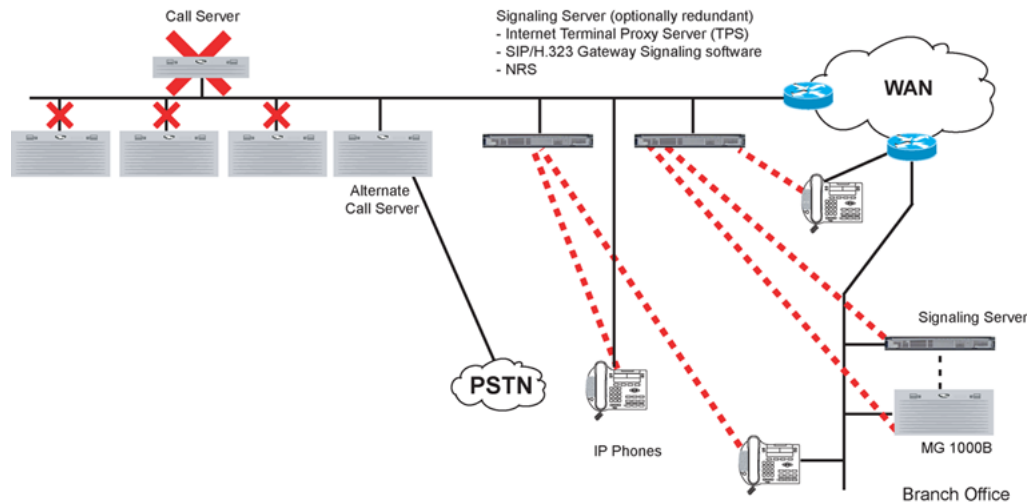 Call Server
Signaling Server (optionally redundant)
- Internet Terminal Proxy Server (TPS)
- SIP/H.323 Gateway Signaling software
- NRS
WAN
Alternate
Call Server
Signaling Server
PSTN
IP Phones
MG 1000B
Branch Office